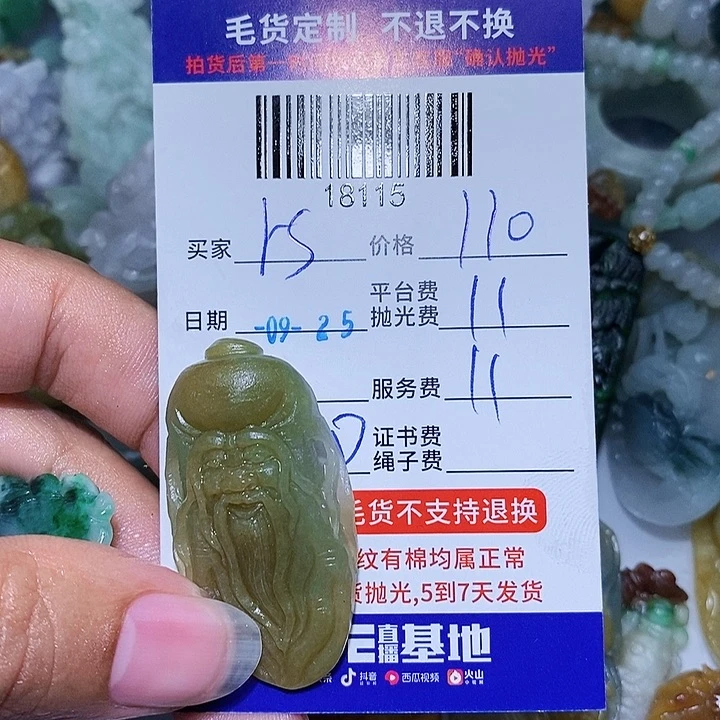 毛货定制 不退不换
拍货后第一 "确认抛光"
18115
买家 rs 价格 110
日期 -09-25 平台费 抛光费 11
服务费 11
证书费
绳子费
毛货不支持退换
纹有棉均属正常
货抛光,5到7天发货
直播基地
抖音 西瓜视频 火山